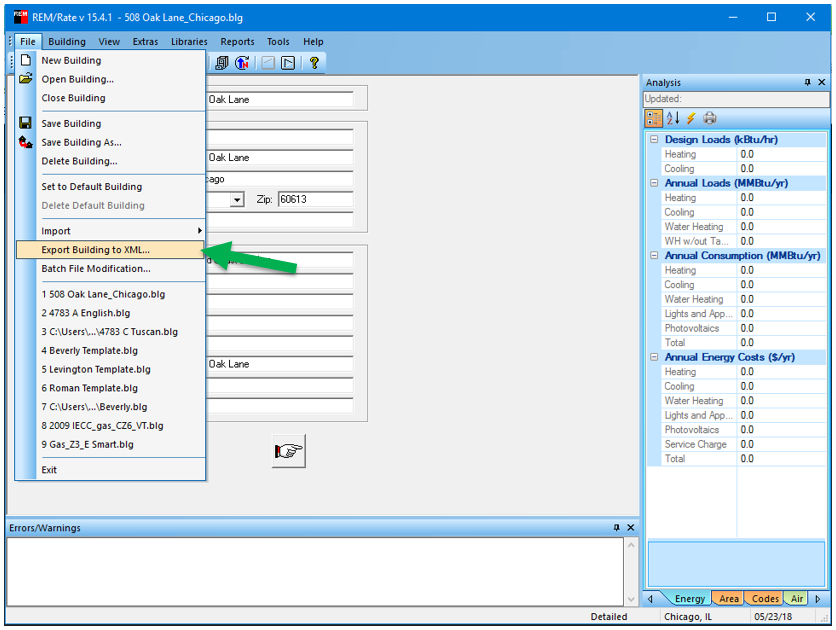 REM/Rate v 15.4.1 - 508 Oak Lane_Chicago.blg
File Building View Extras Libraries Reports Tools Help
New Building
Open Building...
Close Building
Save Building
Save Building As...
Delete Building...
Set to Default Building
Delete Default Building
Import
Export Building to XML...
Batch File Modification...
1 508 Oak Lane_Chicago.blg
2 4783 A English.blg
3 C:\Users\...\4783 C Tuscan.blg
4 Beverly Template.blg
5 Levington Template.blg
6 Roman Template.blg
7 C:\Users\...\Beverly.blg
8 2009 IECC_gas_CZ6_VT.blg
9 Gas_Z3_E Smart.blg
Exit
Oak Lane
Oak Lane
cago
Zip: 60613
Oak Lane
Analysis
Updated:
Design Loads (kBtu/hr)
Heating 0.0
Cooling 0.0
Annual Loads (MMBtu/yr)
Heating 0.0
Cooling 0.0
Water Heating 0.0
WH w/out Ta... 0.0
Annual Consumption (MMBtu/yr)
Heating 0.0
Cooling 0.0
Water Heating 0.0
Lights and App... 0.0
Photovoltaics 0.0
Total 0.0
Annual Energy Costs ($/yr)
Heating 0.0
Cooling 0.0
Water Heating 0.0
Lights and App... 0.0
Photovoltaics 0.0
Service Charge 0.0
Total 0.0
Errors/Warnings
Energy Area Codes Air
Detailed Chicago, IL 05/23/18